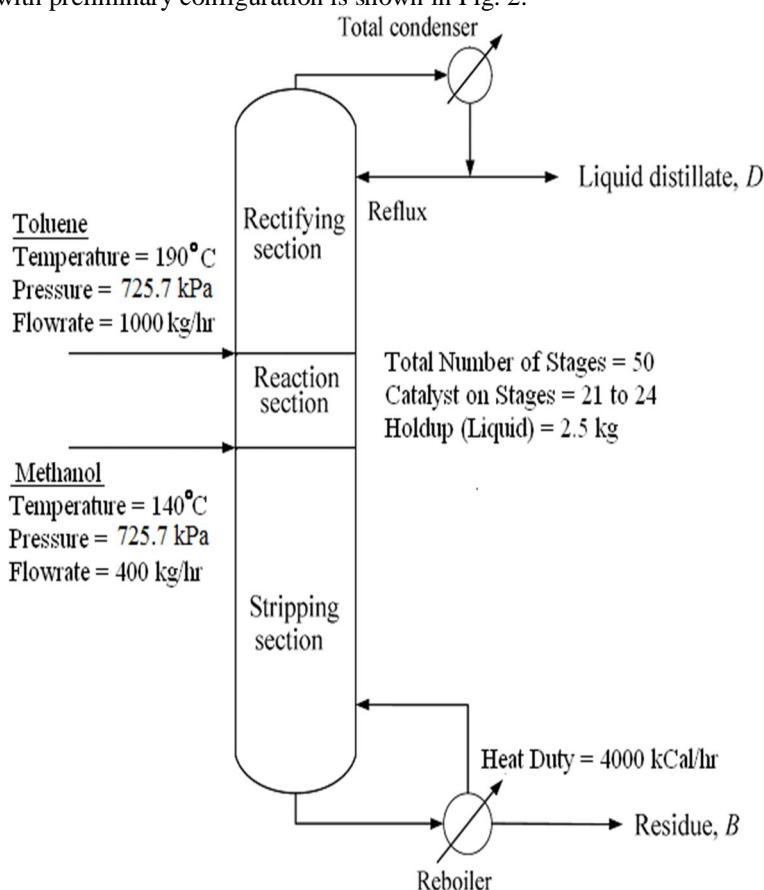 with preliminary configuration is shown in Fig. 2.
Total condenser
Liquid distillate, D
Reflux
Toluene
Temperature = 190°C
Pressure = 725.7 kPa
Flowrate = 1000 kg/hr
Rectifying
section
Reaction
section
Total Number of Stages = 50
Catalyst on Stages = 21 to 24
Holdup (Liquid) = 2.5 kg
Methanol
Temperature = 140°C
Pressure = 725.7 kPa
Flowrate = 400 kg/hr
Stripping
section
Heat Duty = 4000 kCal/hr
Residue, B
Reboiler